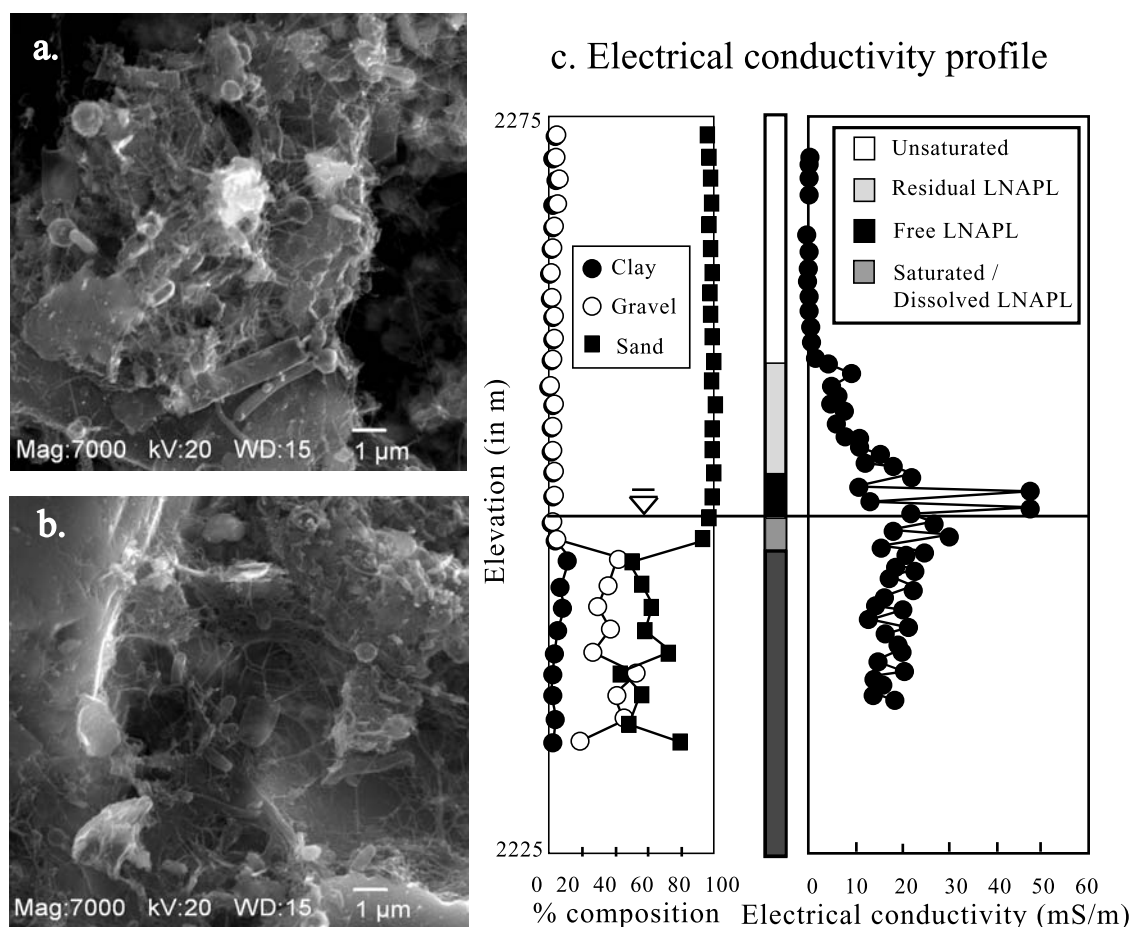 a.
Mag:7000 kV:20 WD:15 1 µm
b.
Mag:7000 kV:20 WD:15 1 µm
c. Electrical conductivity profile
Elevation (in m)
2275
2225
Clay
Gravel
Sand
0 20 40 60 80 100
% composition
Unsaturated
Residual LNAPL
Free LNAPL
Saturated /
Dissolved LNAPL
0 10 20 30 40 50 60
Electrical conductivity (mS/m)